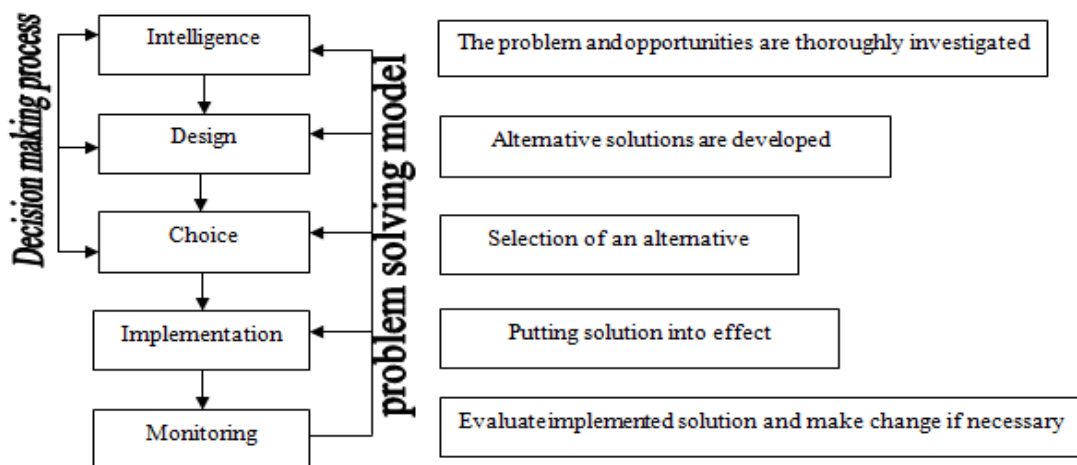 Decision making process
Intelligence
Design
Choice
Implementation
Monitoring
problem solving model
The problem and opportunities are thoroughly investigated
Alternative solutions are developed
Selection of an alternative
Putting solution into effect
Evaluate implemented solution and make change if necessary